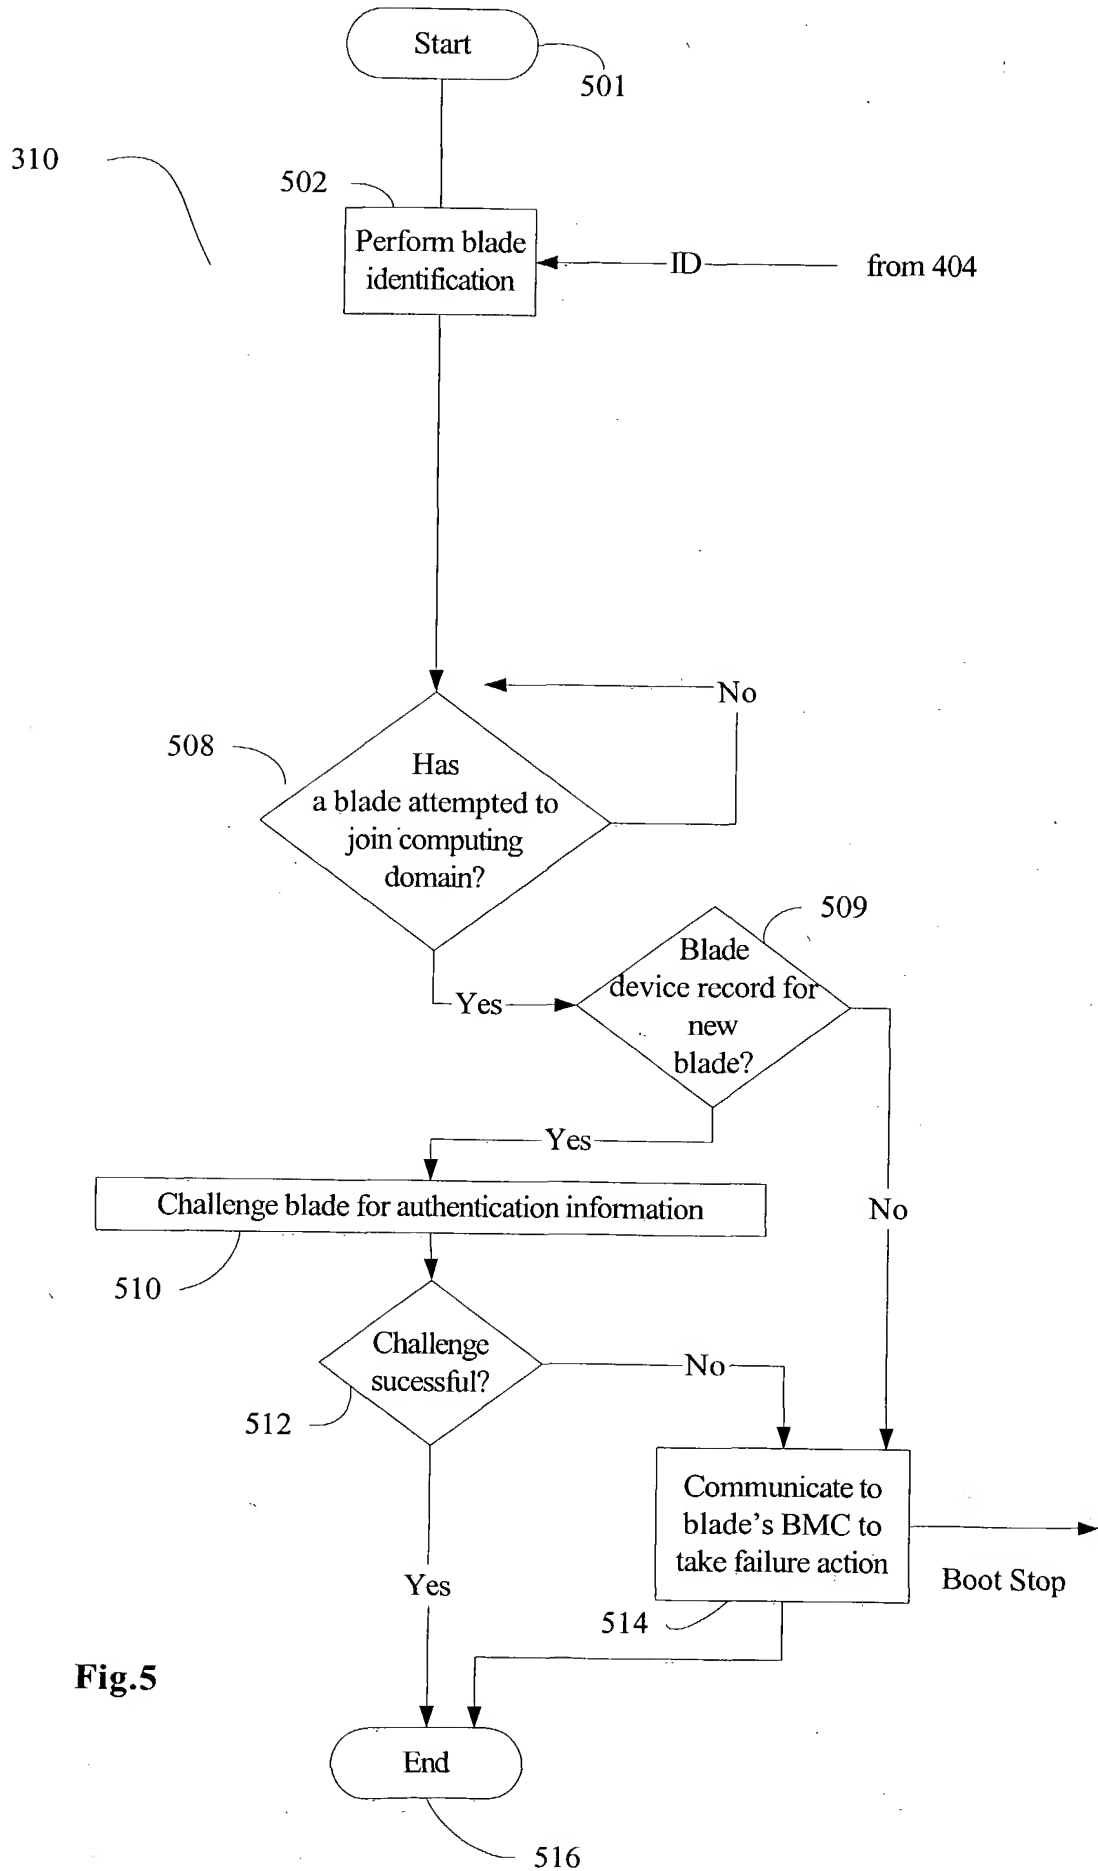 Start
501
310
502
Perform blade
identification
ID
from 404
No
508
Has
a blade attempted to
join computing
domain?
509
Blade
device record for
new
blade?
Yes
Yes
Challenge blade for authentication information
No
510
Challenge
sucessful?
No
512
Communicate to
blade's BMC to
take failure action
Boot Stop
Yes
514
Fig.5
End
516